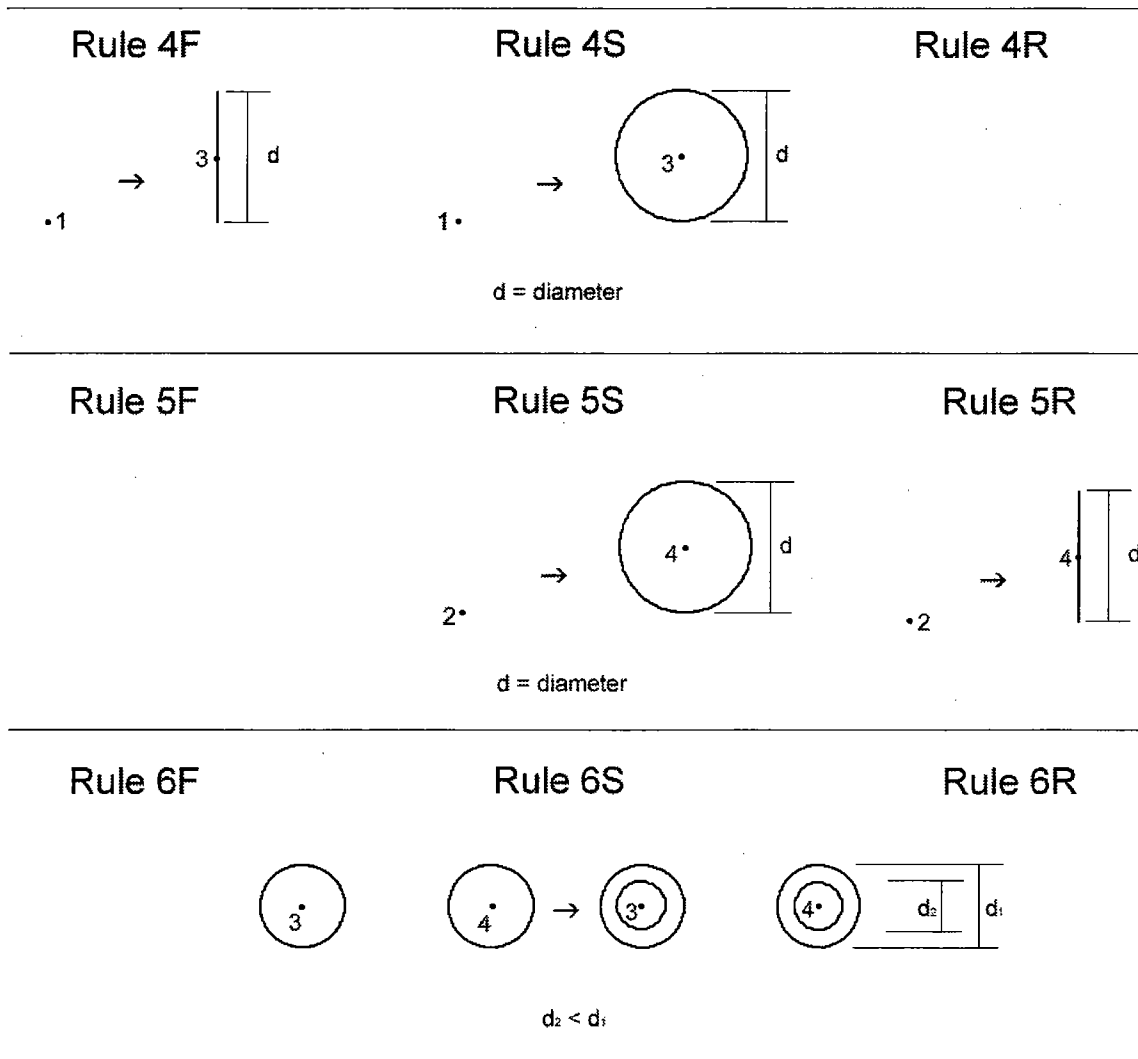 Rule 4F Rule 4S Rule 4R
3 d 3 d
→ →
1 1
d = diameter
Rule 5F Rule 5S Rule 5R
4 d 4 d
→ →
2 2
d = diameter
Rule 6F Rule 6S Rule 6R
3 4 → 3 4 d₂ d₁
d₂ < d₁